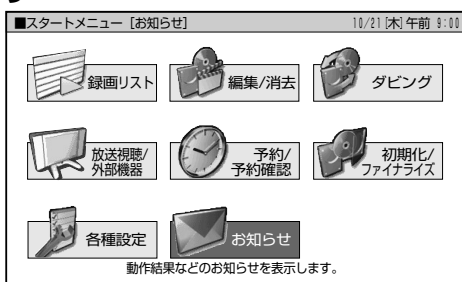 ■スタートメニュー [お知らせ] 10/21[木]午前 9:00
録画リスト
編集/消去
ダビング
放送視聴/
外部機器
予約/
予約確認
初期化/
ファイナライズ
各種設定
お知らせ
動作結果などのお知らせを表示します。